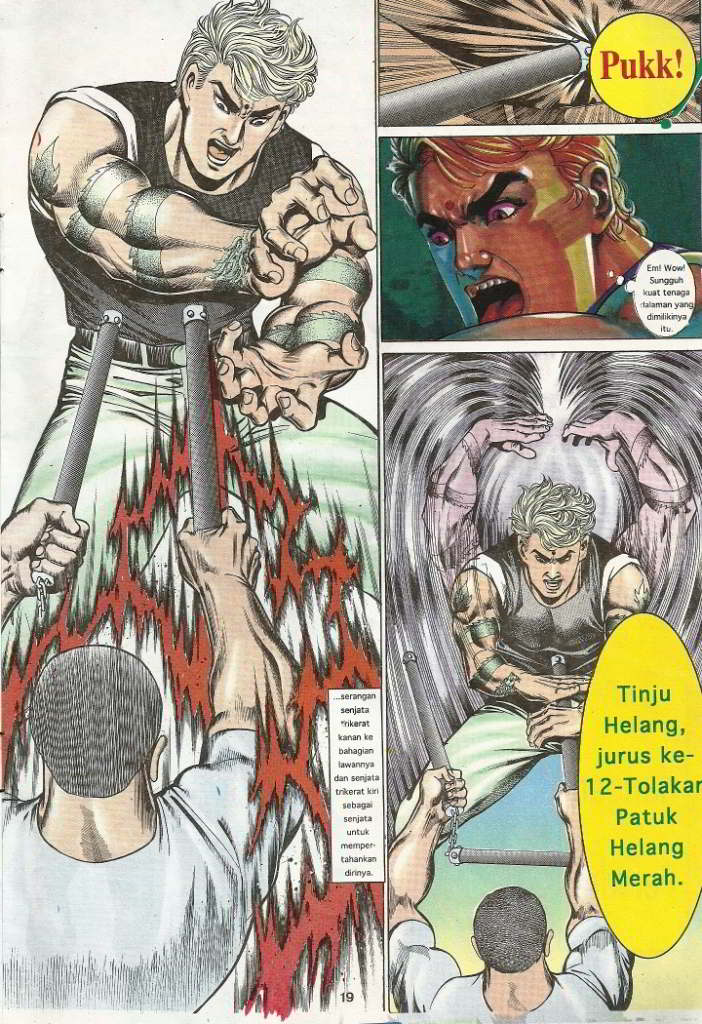 Pukk!
Em! Wow!
Sungguh
kuat tenaga
dalaman yang
dimilikinya
itu.
...serangan
senjata
trikerat
kanan ke
bahagian
lawannya
dan senjata
trikerat kiri
sebagai
senjata
untuk
memper-
tahankan
dirinya.
Tinju
Helang,
jurus ke-
12-Tolakan
Patuk
Helang
Merah.
19